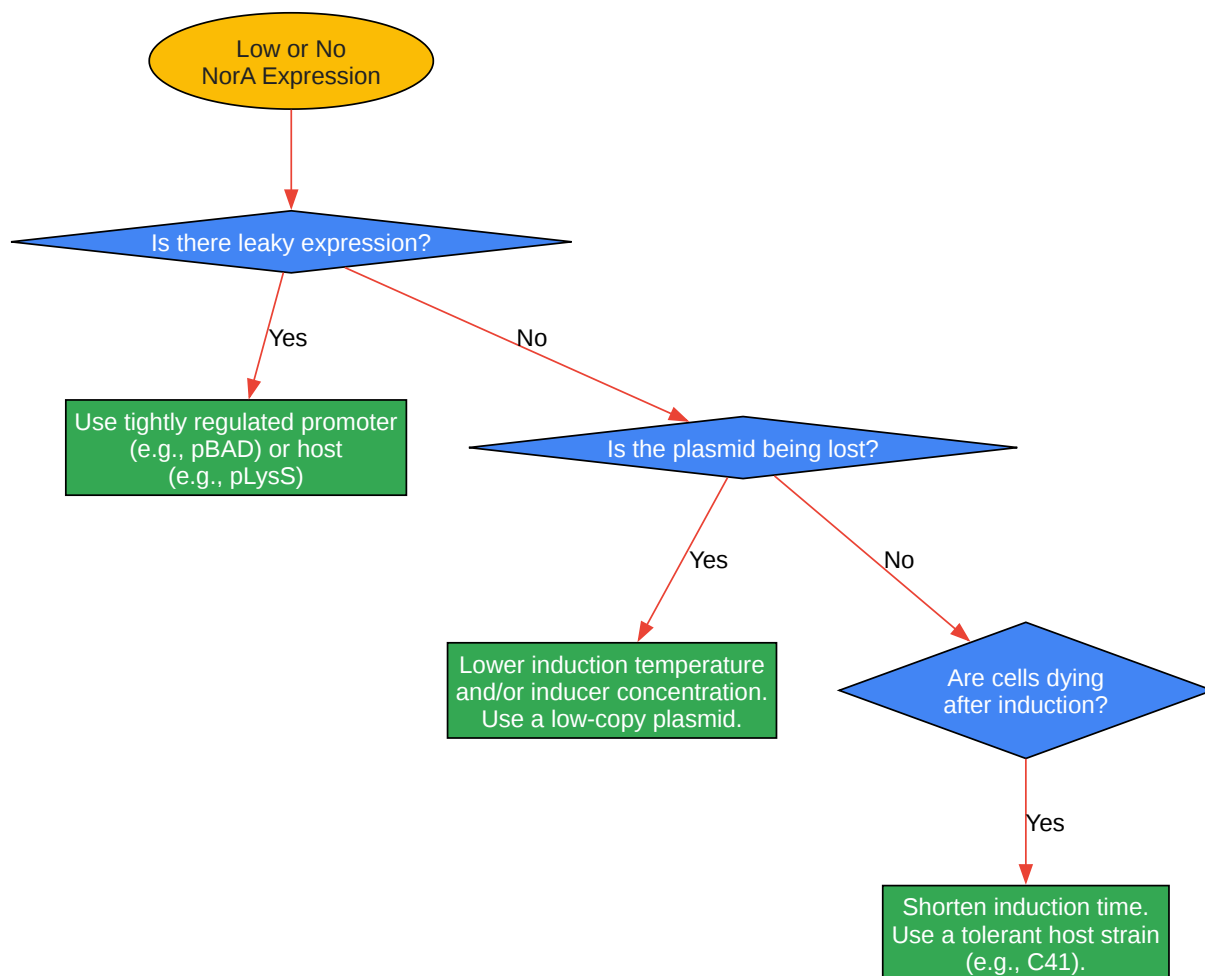 Low or No
NorA Expression
Is there leaky expression?
Yes
No
Use tightly regulated promoter
(e.g., pBAD) or host
(e.g., pLysS)
Is the plasmid being lost?
Yes
No
Lower induction temperature
and/or inducer concentration.
Use a low-copy plasmid.
Are cells dying
after induction?
Yes
Shorten induction time.
Use a tolerant host strain
(e.g., C41).